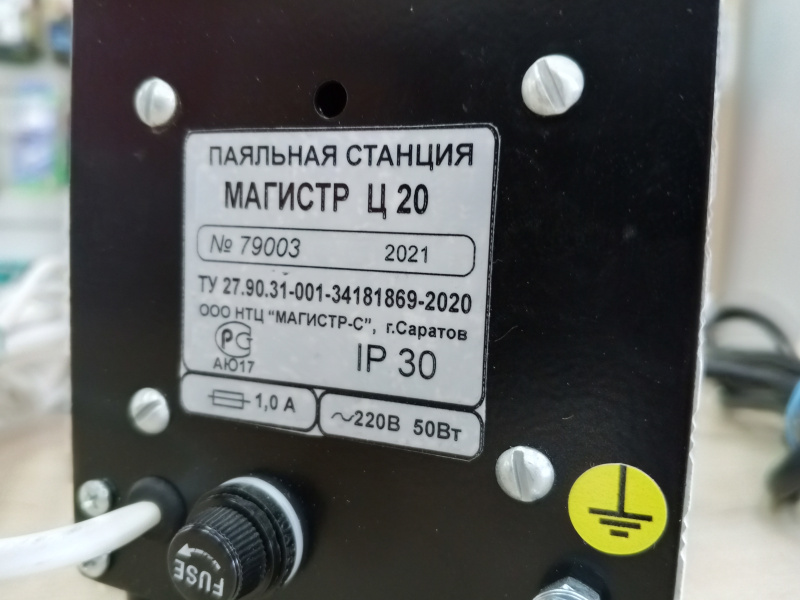 ПАЯЛЬНАЯ СТАНЦИЯ
МАГИСТР Ц 20
№ 79003 2021
ТУ 27.90.31-001-34181869-2020
ООО НТЦ "МАГИСТР-С", г.Саратов
РС IP 30
АЮ17
1,0 А ~220В 50Вт
FUSE